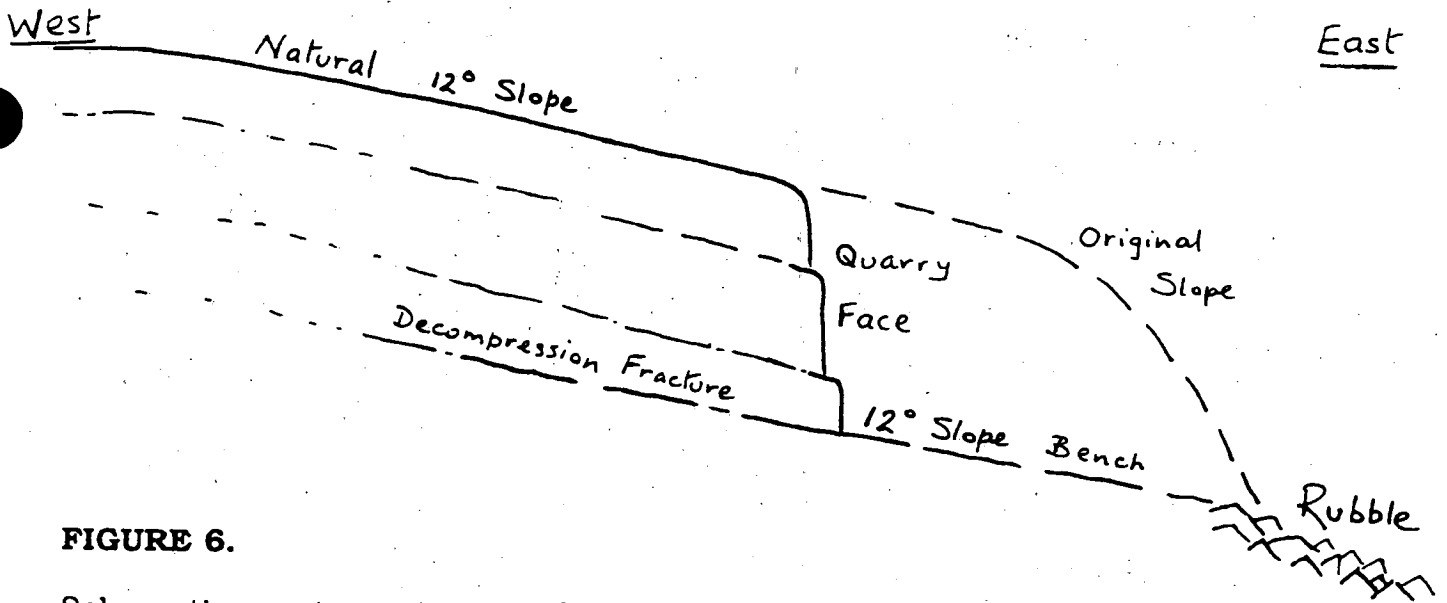 West
East
Natural 12° Slope
Original
Slope
Quarry
Face
Decompression Fracture
12° Slope Bench
Rubble
FIGURE 6.